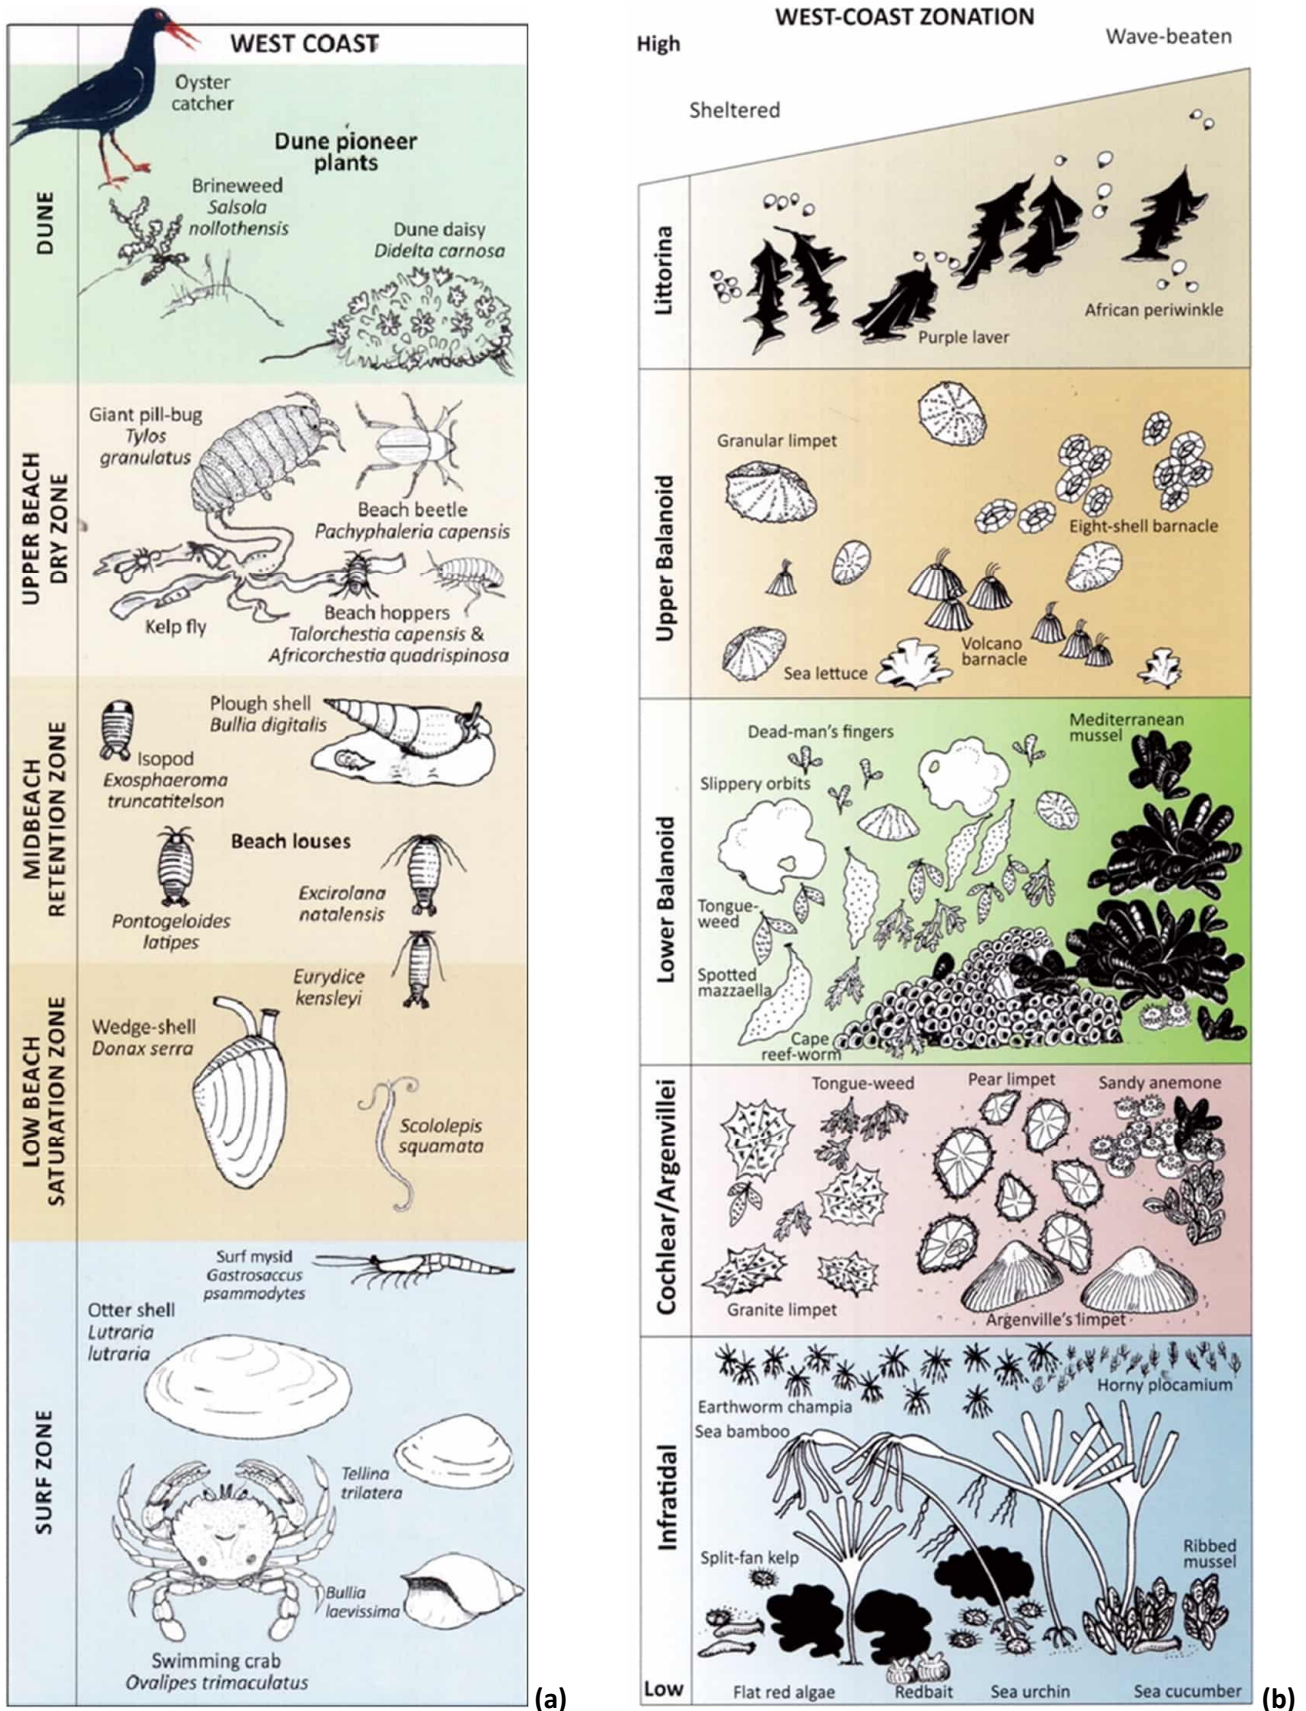 WEST COAST
Oyster
catcher
Dune pioneer
plants
DUNE
Brineweed
Salsola
nollothensis
Dune daisy
Didelta carnosa
UPPER BEACH
DRY ZONE
Giant pill-bug
Tylos
granulatus
Beach beetle
Pachyphaleria capensis
Kelp fly
Beach hoppers
Talorchestia capensis &
Africorchestia quadrispinosa
MIDBEACH
RETENTION ZONE
Plough shell
Bullia digitalis
Isopod
Exosphaeroma
truncatitelson
Beach louses
Pontogeloides
latipes
Excirolana
natalensis
Eurydice
kensleyi
LOW BEACH
SATURATION ZONE
Wedge-shell
Donax serra
Scololepis
squamata
SURF ZONE
Surf mysid
Gastrosaccus
psammodytes
Otter shell
Lutraria
lutraria
Tellina
trilatera
Bullia
laevissima
Swimming crab
Ovalipes trimaculatus
(a)
WEST-COAST ZONATION
High
Wave-beaten
Sheltered
Littorina
African periwinkle
Purple laver
Upper Balanoid
Granular limpet
Eight-shell barnacle
Volcano
barnacle
Sea lettuce
Lower Balanoid
Dead-man's fingers
Mediterranean
mussel
Slippery orbits
Tongue-
weed
Spotted
mazzaella
Cape
reef-worm
Cochlear/Argenvillei
Tongue-weed
Pear limpet
Sandy anemone
Granite limpet
Argenville's limpet
Infratidal
Horny plocamium
Earthworm champia
Sea bamboo
Split-fan kelp
Ribbed
mussel
Low
Flat red algae
Redbait
Sea urchin
Sea cucumber
(b)